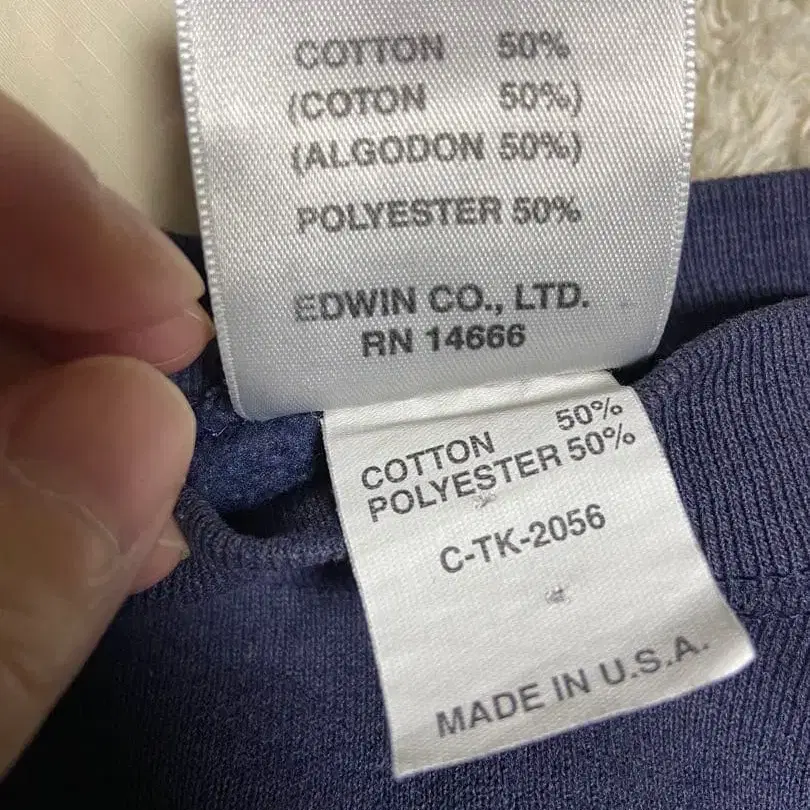 COTTON 50%
(COTON 50%)
(ALGODON 50%)
POLYESTER 50%
EDWIN CO., LTD.
RN 14666
COTTON 50%
POLYESTER 50%
C-TK-2056
MADE IN U.S.A.